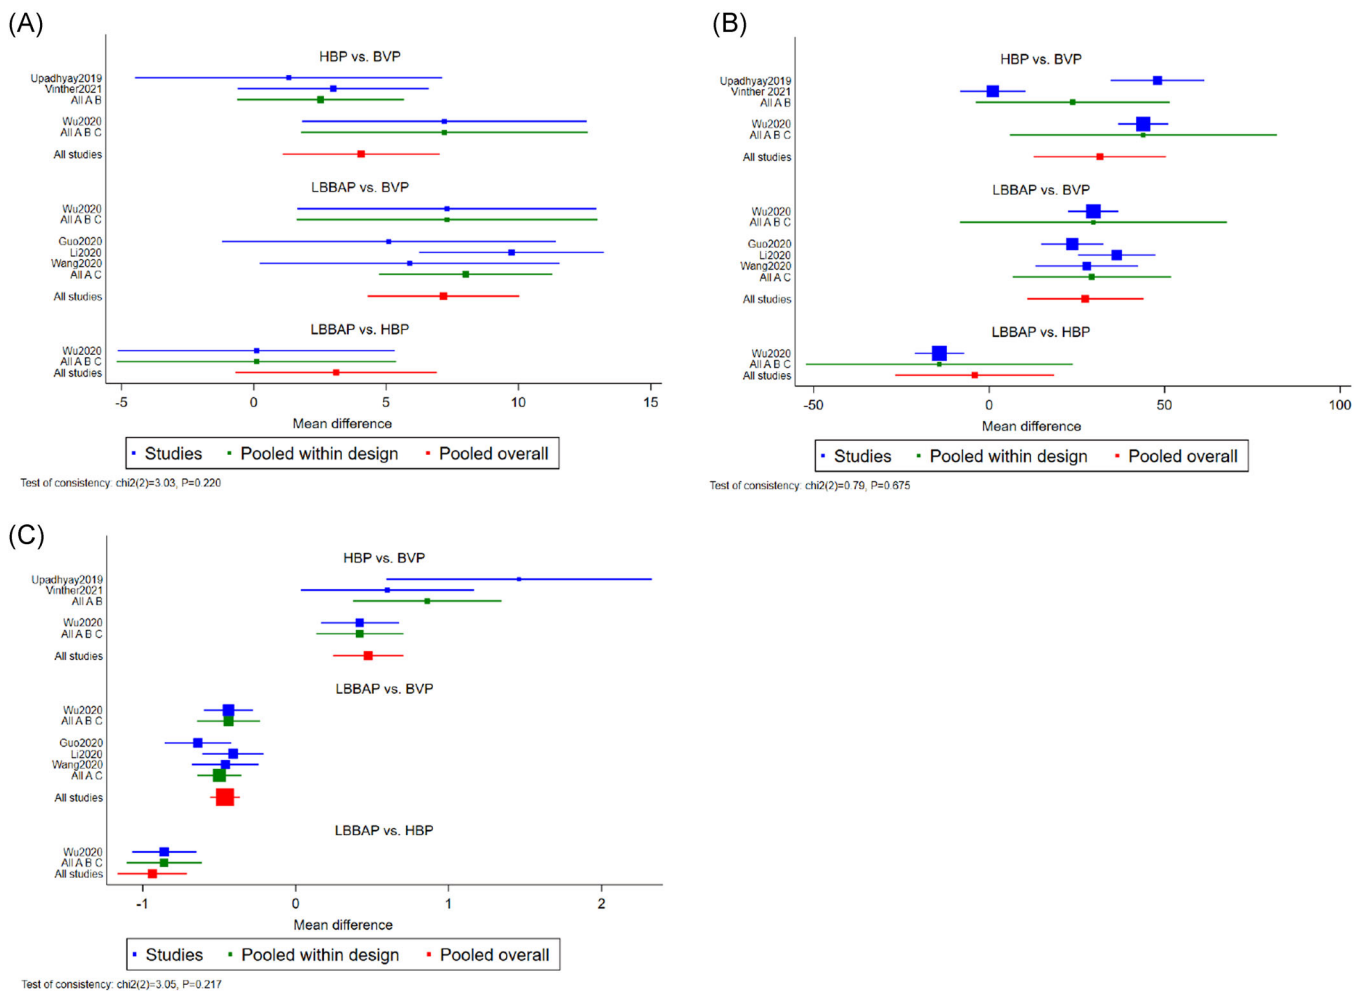 (A)
HBP vs. BVP
Upadhyay2019
Vinther2021
All A B
Wu2020
All A B C
All studies
LBBAP vs. BVP
Wu2020
All A B C
Guo2020
Li2020
Wang2020
All A C
All studies
LBBAP vs. HBP
Wu2020
All A B C
All studies
-5 0 5 10 15
Mean difference
Studies Pooled within design Pooled overall
Test of consistency: chi2(2)=3.03, P=0.220
(B)
HBP vs. BVP
Upadhyay2019
Vinther 2021
All A B
Wu2020
All A B C
All studies
LBBAP vs. BVP
Wu2020
All A B C
Guo2020
Li2020
Wang2020
All A C
All studies
LBBAP vs. HBP
Wu2020
All A B C
All studies
-50 0 50 100
Mean difference
Studies Pooled within design Pooled overall
Test of consistency: chi2(2)=0.79, P=0.675
(C)
HBP vs. BVP
Upadhyay2019
Vinther2021
All A B
Wu2020
All A B C
All studies
LBBAP vs. BVP
Wu2020
All A B C
Guo2020
Li2020
Wang2020
All A C
All studies
LBBAP vs. HBP
Wu2020
All A B C
All studies
-1 0 1 2
Mean difference
Studies Pooled within design Pooled overall
Test of consistency: chi2(2)=3.05, P=0.217